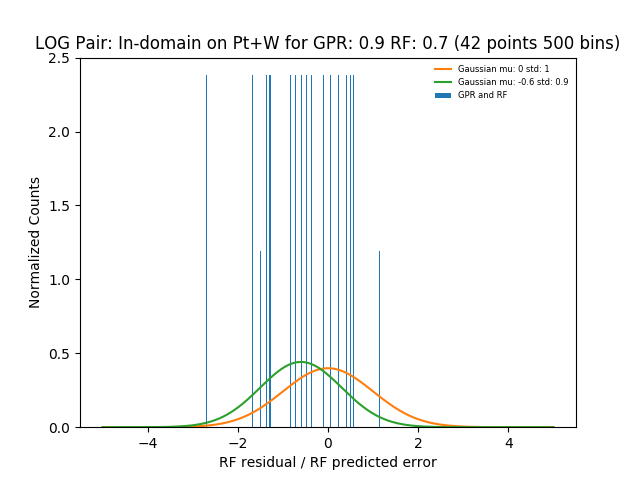 LOG Pair: In-domain on Pt+W for GPR: 0.9 RF: 0.7 (42 points 500 bins)
Gaussian mu: 0 std: 1
Gaussian mu: -0.6 std: 0.9
GPR and RF
Normalized Counts
2.5
2.0
1.5
1.0
0.5
0.0
−4 −2 0 2 4
RF residual / RF predicted error